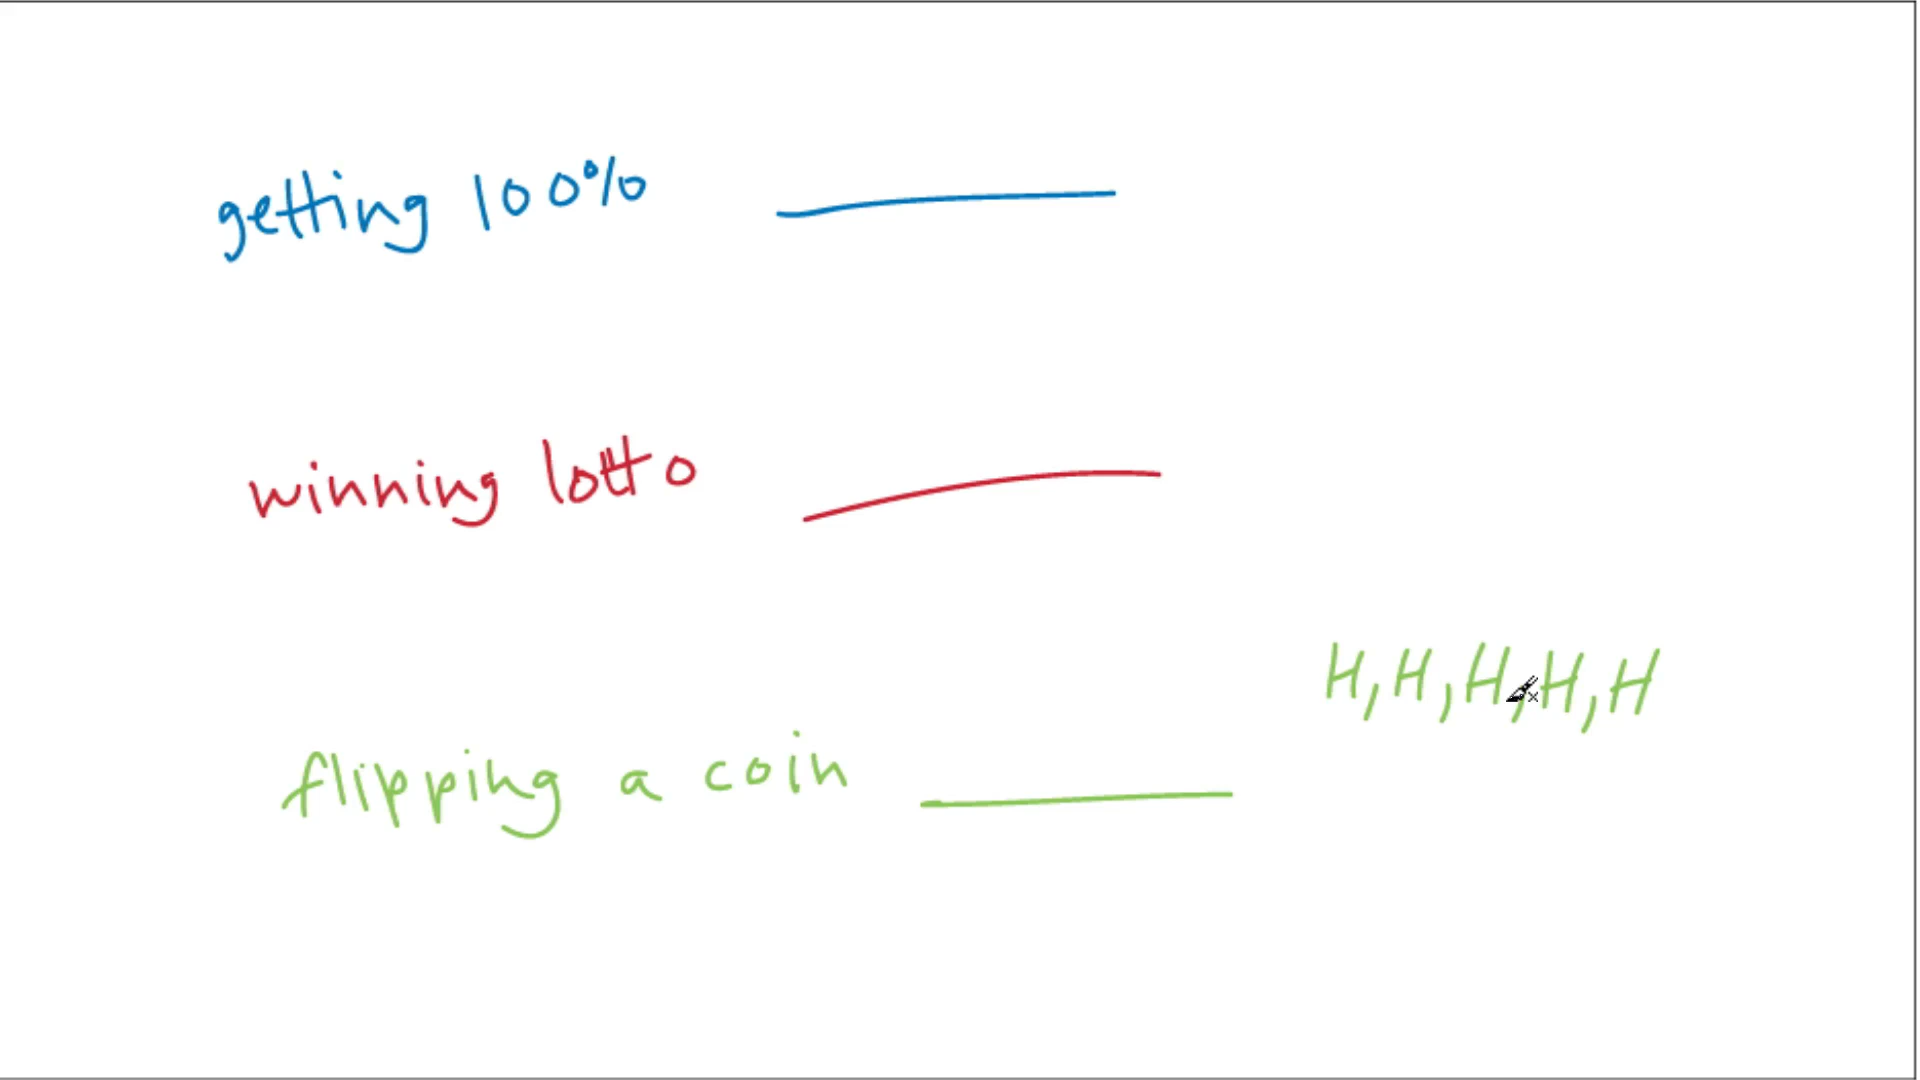 getting 100%
winning lotto
H, H, H, H, H
flipping a coin